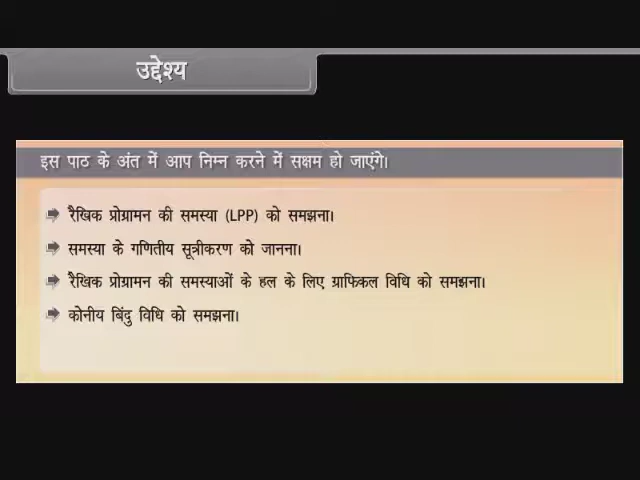 उद्देश्य
इस पाठ के अंत में आप निम्न करने में सक्षम हो जाएंगे।
रैखिक प्रोग्रामन की समस्या (LPP) को समझना।
समस्या के गणितीय सूत्रीकरण को जानना।
रैखिक प्रोग्रामन की समस्याओं के हल के लिए ग्राफिकल विधि को समझना।
कोनीय बिंदु विधि को समझना।